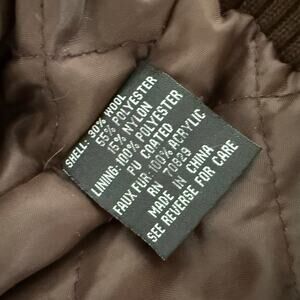 SHELL: 30% WOOL
55% POLYESTER
15% NYLON
LINING: 100% POLYESTER
PU COATED
FAUX FUR: 100% ACRYLIC
RN 70929
MADE IN CHINA
SEE REVERSE FOR CARE